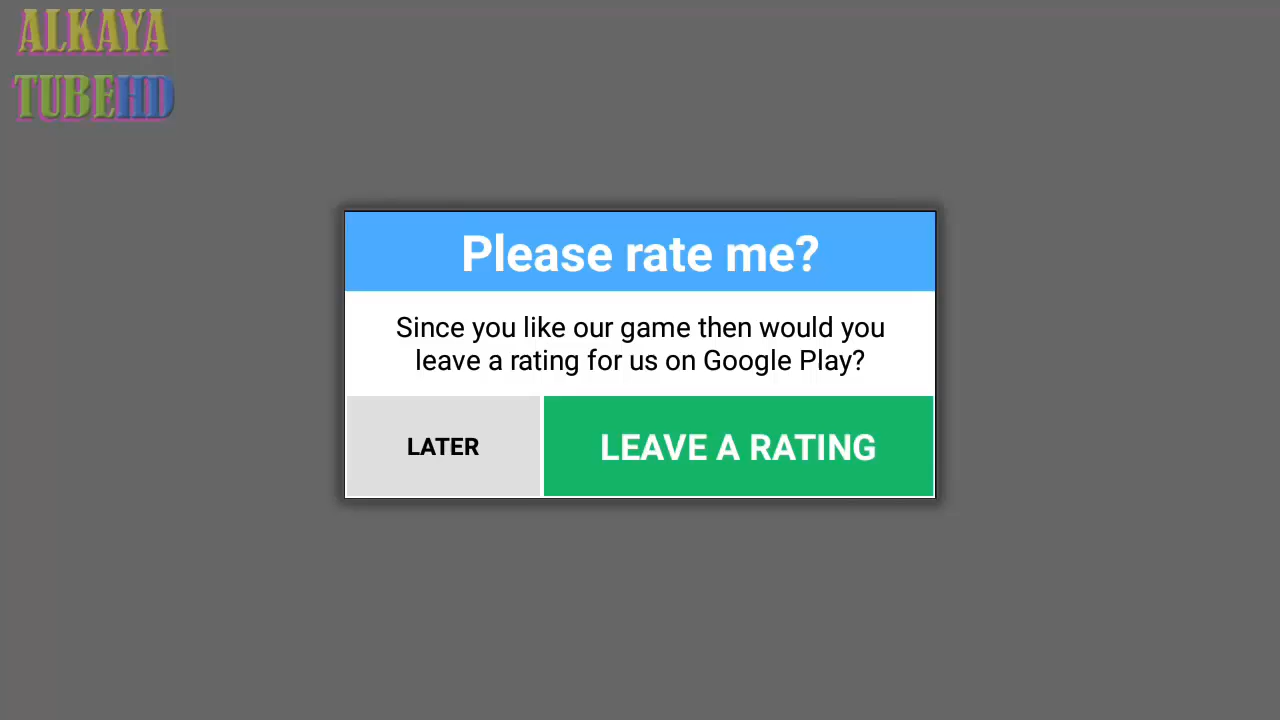 ALKAYA
TUBEHD
Please rate me?
Since you like our game then would you
leave a rating for us on Google Play?
LATER
LEAVE A RATING